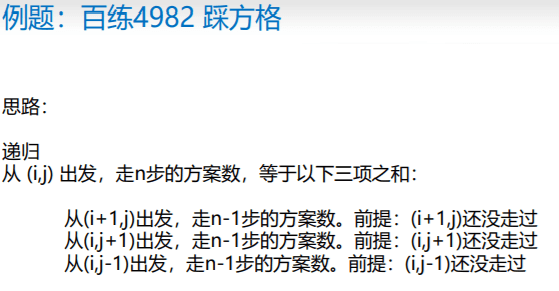 例题：百练4982 踩方格
思路：
递归
从 (i,j) 出发，走n步的方案数，等于以下三项之和：
从(i+1,j)出发，走n-1步的方案数。前提：(i+1,j)还没走过
从(i,j+1)出发，走n-1步的方案数。前提：(i,j+1)还没走过
从(i,j-1)出发，走n-1步的方案数。前提：(i,j-1)还没走过